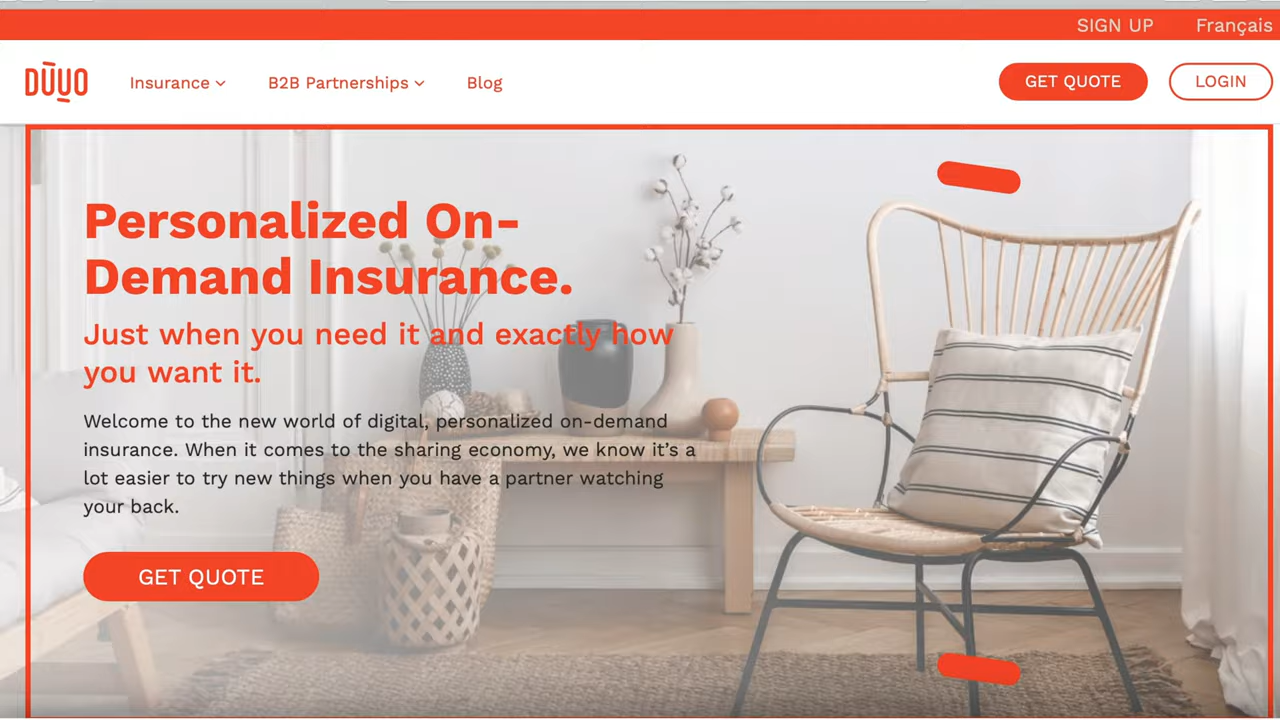 SIGN UP Français
DUUO Insurance B2B Partnerships Blog GET QUOTE LOGIN
Personalized On-
Demand Insurance.
Just when you need it and exactly how
you want it.
Welcome to the new world of digital, personalized on-demand
insurance. When it comes to the sharing economy, we know it’s a
lot easier to try new things when you have a partner watching
your back.
GET QUOTE